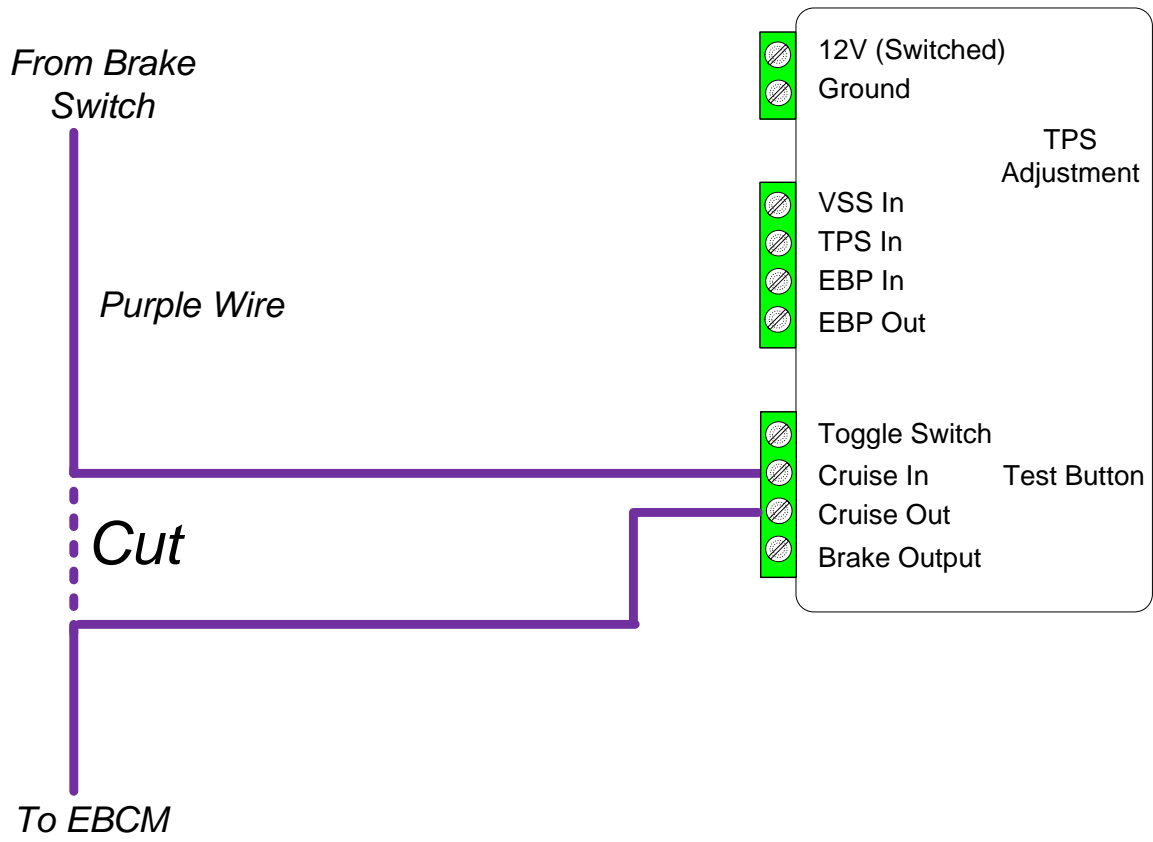 From Brake
Switch
Purple Wire
Cut
To EBCM
12V (Switched)
Ground
TPS
Adjustment
VSS In
TPS In
EBP In
EBP Out
Toggle Switch
Cruise In
Test Button
Cruise Out
Brake Output